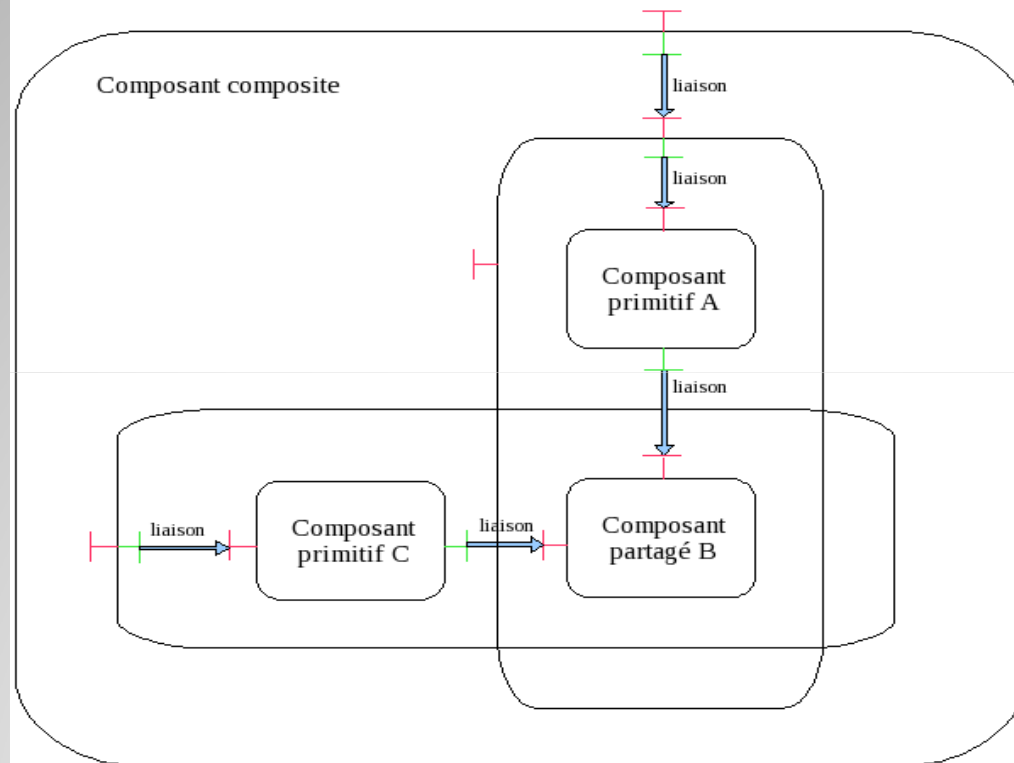 Composant composite
liaison
liaison
Composant
primitif A
liaison
liaison
Composant
primitif C
liaison
Composant
partagé B